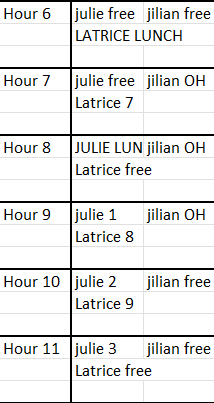 Hour 6 julie free jilian free
LATRICE LUNCH
Hour 7 julie free jilian OH
Latrice 7
Hour 8 JULIE LUN jilian OH
Latrice free
Hour 9 julie 1 jilian OH
Latrice 8
Hour 10 julie 2 jilian free
Latrice 9
Hour 11 julie 3 jilian free
Latrice free